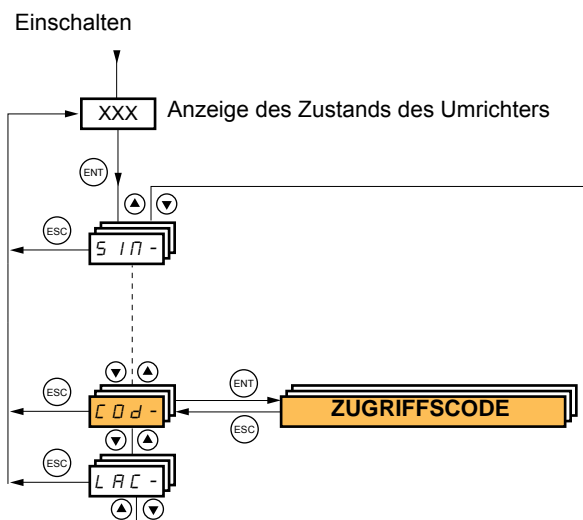 Einschalten
XXX Anzeige des Zustands des Umrichters
ENT
ESC
SIM-
ESC
ENT
COd-
ZUGRIFFSCODE
ESC
ESC
LAC-